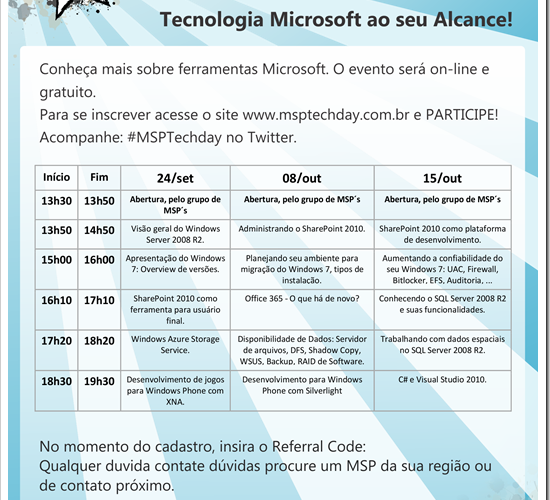 Tecnologia Microsoft ao seu Alcance!
Conheça mais sobre ferramentas Microsoft. O evento será on-line e
gratuito.
Para se inscrever acesse o site www.msptechday.com.br e PARTICIPE!
Acompanhe: #MSPTechday no Twitter.
Início Fim 24/set 08/out 15/out
13h30 13h50 Abertura, pelo grupo de Abertura, pelo grupo de MSP´s Abertura, pelo grupo de MSP´s
MSP´s
13h50 14h50 Visão geral do Windows Administrando o SharePoint 2010. SharePoint 2010 como plataforma
Server 2008 R2. de desenvolvimento.
15h00 16h00 Apresentação do Windows Planejando seu ambiente para Aumentando a confiabilidade do
7: Overview de versões. migração do Windows 7, tipos de seu Windows 7: UAC, Firewall,
instalação. Bitlocker, EFS, Auditoria, ...
16h10 17h10 SharePoint 2010 como Office 365 - O que há de novo? Conhecendo o SQL Server 2008 R2
ferramenta para usuário e suas funcionalidades.
final.
17h20 18h20 Windows Azure Storage Disponibilidade de Dados: Servidor Trabalhando com dados espaciais
Service. de arquivos, DFS, Shadow Copy, no SQL Server 2008 R2.
WSUS, Backup, RAID de Software.
18h30 19h30 Desenvolvimento de jogos Desenvolvimento para Windows C# e Visual Studio 2010.
para Windows Phone com Phone com Silverlight
XNA.
No momento do cadastro, insira o Referral Code:
Qualquer duvida contate dúvidas procure um MSP da sua região ou
de contato próximo.